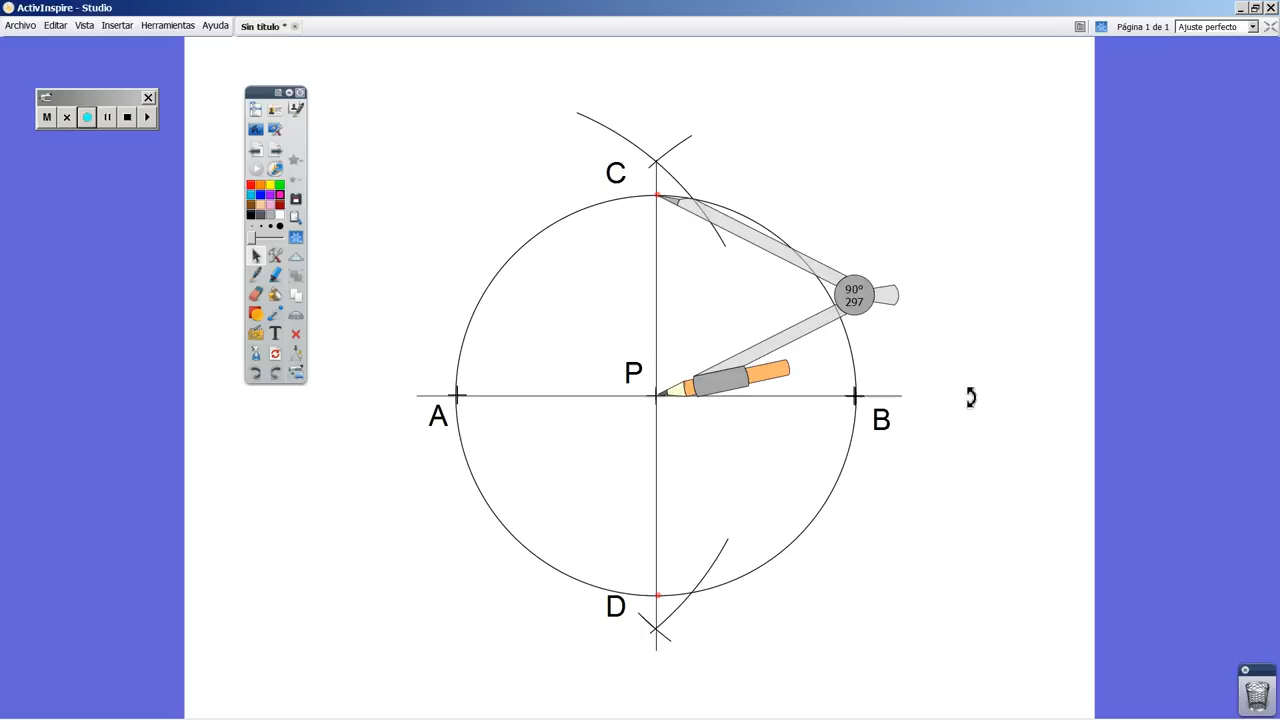 ActivInspire - Studio
Archivo Editar Vista Insertar Herramientas Ayuda Sin título *
Página 1 de 1 Ajuste perfecto
M
C
90°
297
P
A
B
D
T